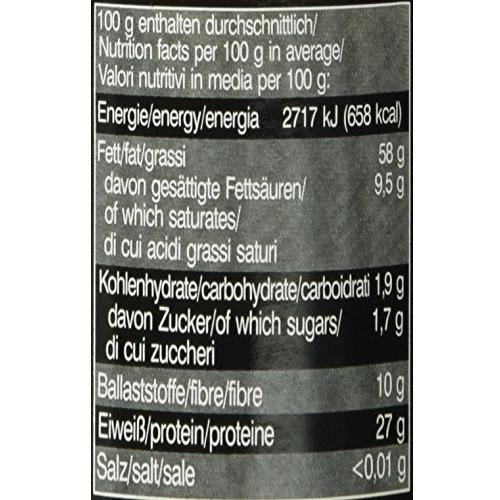 100 g enthalten durchschnittlich/
Nutrition facts per 100 g in average/
Valori nutritivi in media per 100 g:
Energie/energy/energia 2717 kJ (658 kcal)
Fett/fat/grassi 58 g
davon gesättigte Fettsäuren/ 9,5 g
of which saturates/
di cui acidi grassi saturi
Kohlenhydrate/carbohydrate/carboidrati 1,9 g
davon Zucker/of which sugars/ 1,7 g
di cui zuccheri
Ballaststoffe/fibre/fibre 10 g
Eiweiß/protein/proteine 27 g
Salz/salt/sale <0,01 g